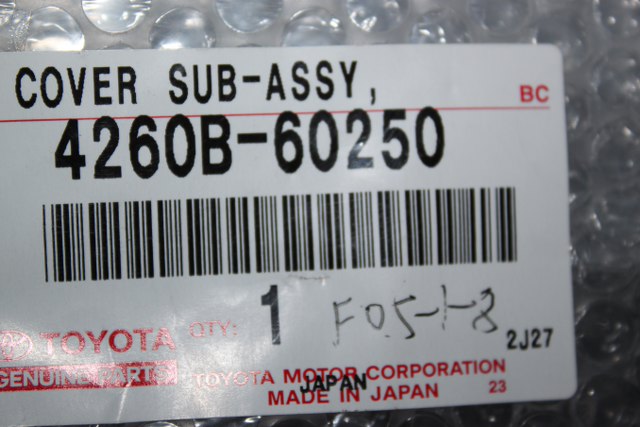 COVER SUB-ASSY,
BC
4260B-60250
TOYOTA QTY: 1 F05-1-8
2J27
GENUINE PARTS
TOYOTA MOTOR CORPORATION
JAPAN
MADE IN JAPAN 23